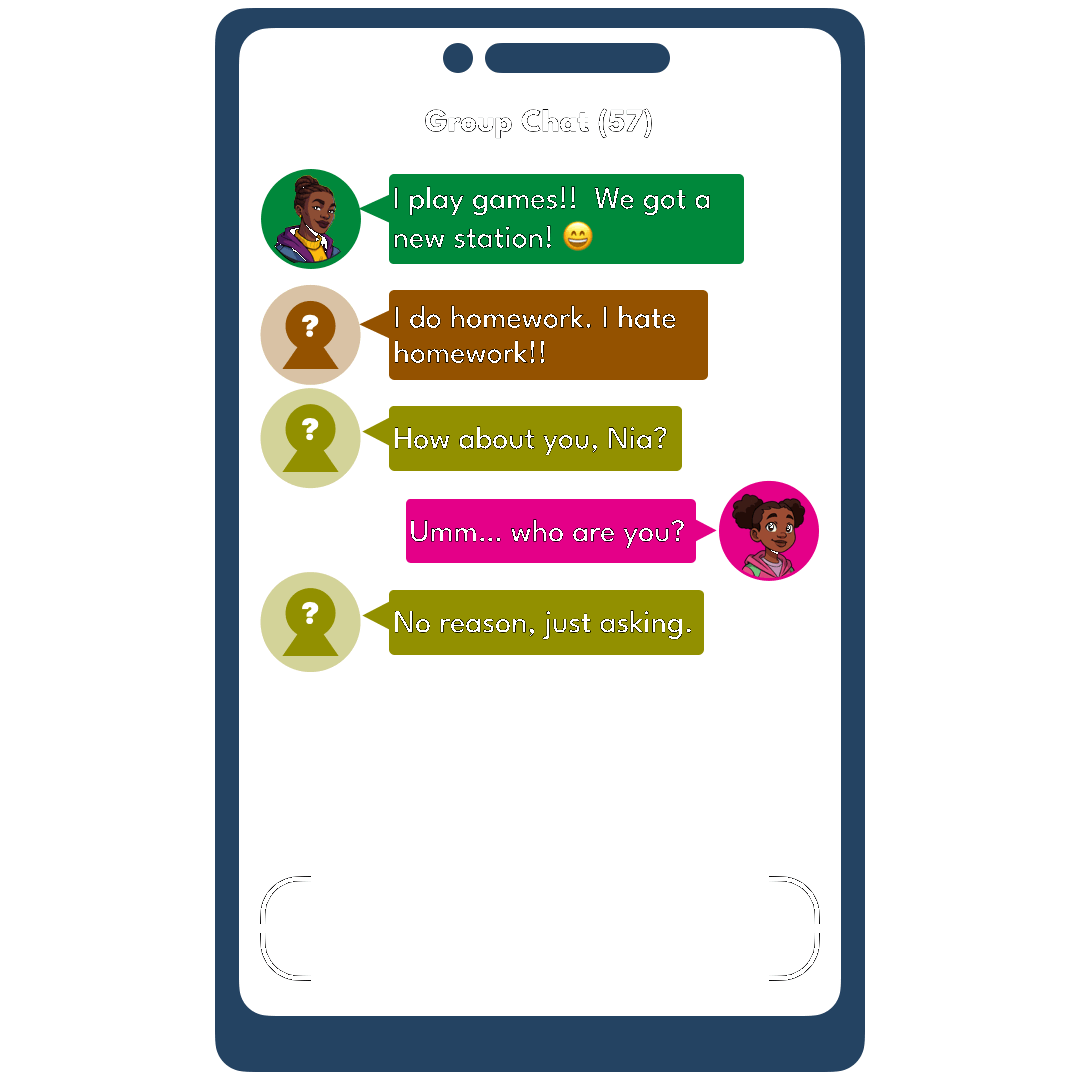 Group Chat (57)
I play games!! We got a
new station! 😄
?
I do homework. I hate
homework!!
?
How about you, Nia?
Umm... who are you?
?
No reason, just asking.